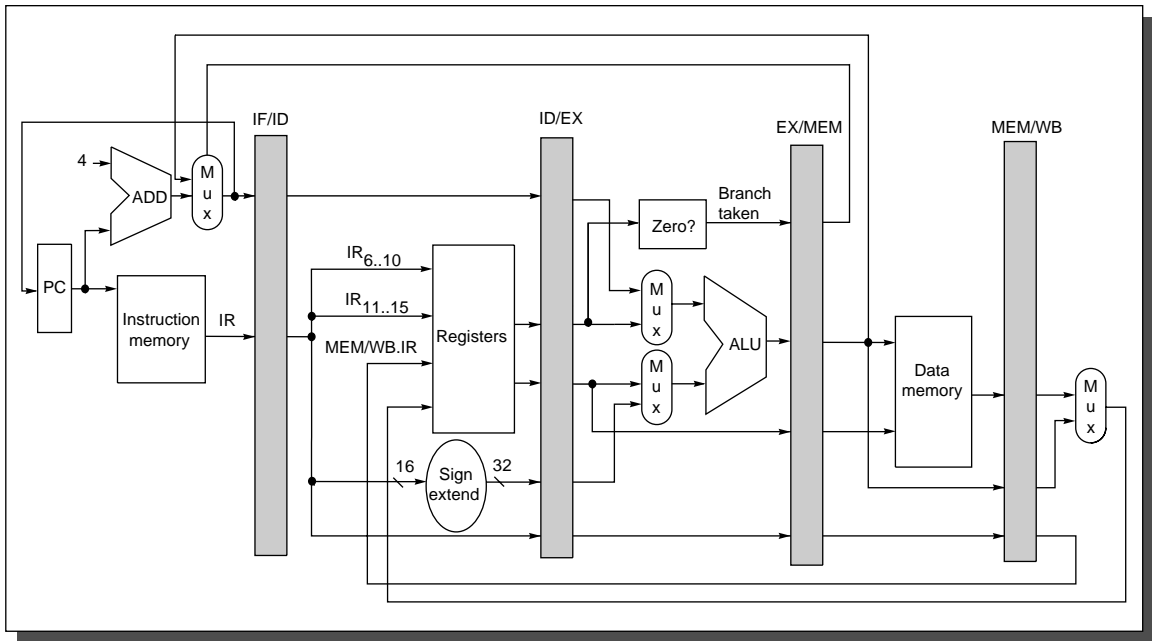 IF/ID
ID/EX
EX/MEM
MEM/WB
4
ADD
M
u
x
Branch
taken
Zero?
IR6..10
PC
Instruction
memory
IR
IR11..15
Registers
MEM/WB.IR
M
u
x
ALU
M
u
x
Data
memory
M
u
x
16
Sign
extend
32